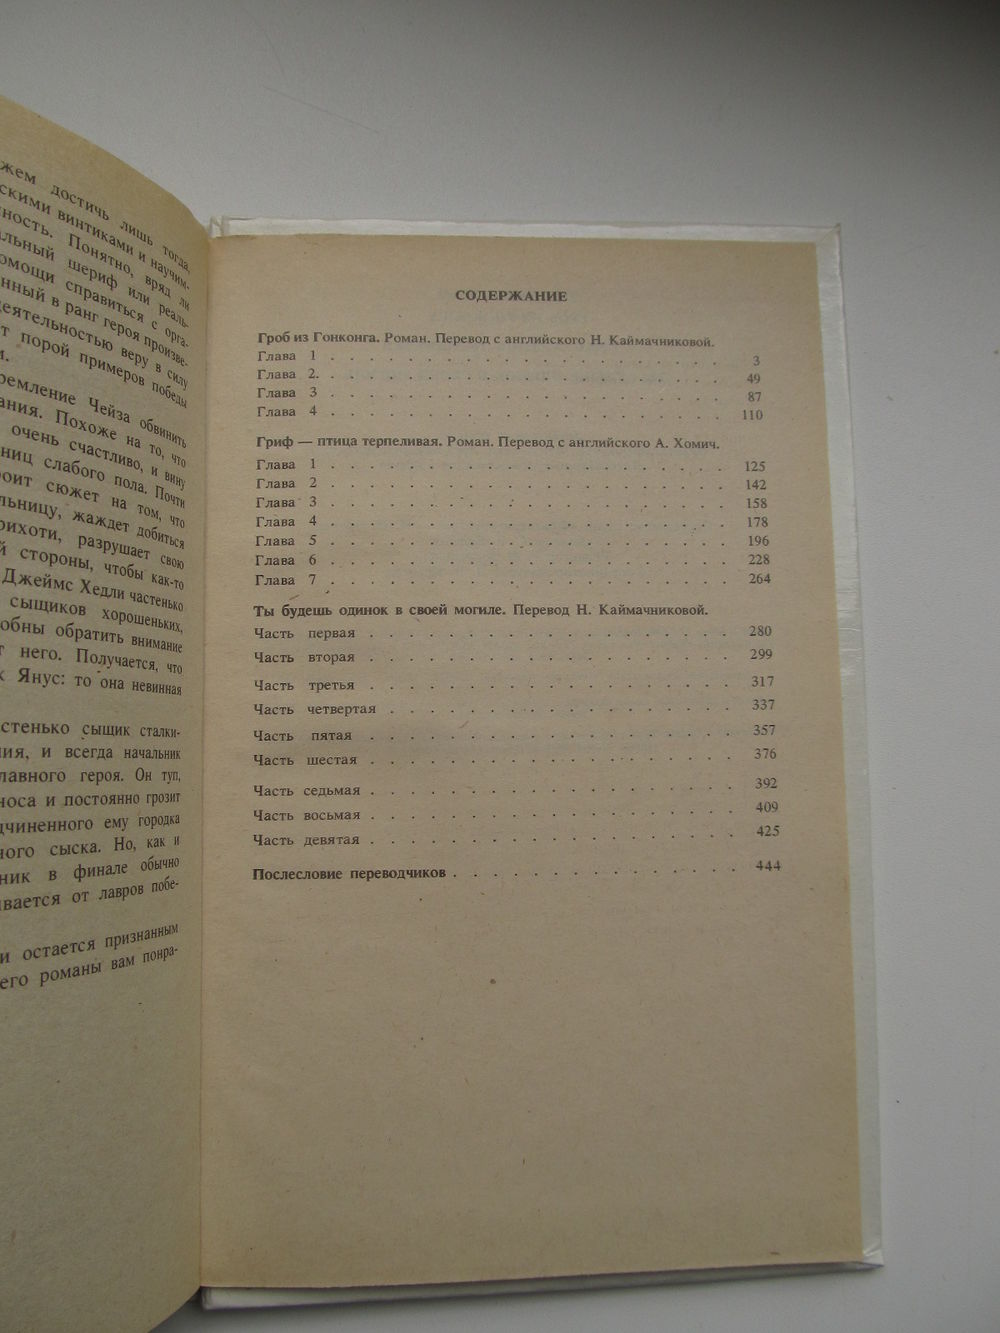 жем достичь лишь тогда,
скими винтиками и научим-
ность. Понятно, вряд ли
альный шериф или реаль-
омощи справиться с орга-
нный в ранг героя произве-
деятельностью веру в силу
т порой примеров победы
и.
ремление Чейза обвинить
ания. Похоже на то, что
очень счастливо, и вину
ниц слабого пола. Почти
роит сюжет на том, что
льницу, жаждет добиться
рихоти, разрушает свою
й стороны, чтобы как-то
Джеймс Хедли частенько
сыщиков хорошеньких,
обны обратить внимание
т него. Получается, что
к Янус: то она невинная
стенько сыщик сталки-
ния, и всегда начальник
лавного героя. Он туп,
носа и постоянно грозит
дчиненного ему городка
ного сыска. Но, как и
ник в финале обычно
ивается от лавров побе-
и остается признанным
его романы вам понра-
СОДЕРЖАНИЕ
Гроб из Гонконга. Роман. Перевод с английского Н. Каймачниковой.
Глава 1 . . . . . . . . . . . . . . . . 3
Глава 2. . . . . . . . . . . . . . . . 49
Глава 3 . . . . . . . . . . . . . . . . 87
Глава 4 . . . . . . . . . . . . . . . . 110
Гриф — птица терпеливая. Роман. Перевод с английского А. Хомич.
Глава 1 . . . . . . . . . . . . . . . . 125
Глава 2 . . . . . . . . . . . . . . . . 142
Глава 3 . . . . . . . . . . . . . . . . 158
Глава 4 . . . . . . . . . . . . . . . . 178
Глава 5 . . . . . . . . . . . . . . . . 196
Глава 6 . . . . . . . . . . . . . . . . 228
Глава 7 . . . . . . . . . . . . . . . . 264
Ты будешь одинок в своей могиле. Перевод Н. Каймачниковой.
Часть первая . . . . . . . . . . . . . . 280
Часть вторая . . . . . . . . . . . . . . 299
Часть третья . . . . . . . . . . . . . . 317
Часть четвертая . . . . . . . . . . . . . 337
Часть пятая . . . . . . . . . . . . . . 357
Часть шестая . . . . . . . . . . . . . . 376
Часть седьмая . . . . . . . . . . . . . . 392
Часть восьмая . . . . . . . . . . . . . . 409
Часть девятая . . . . . . . . . . . . . . 425
Послесловие переводчиков . . . . . . . . . . . 444